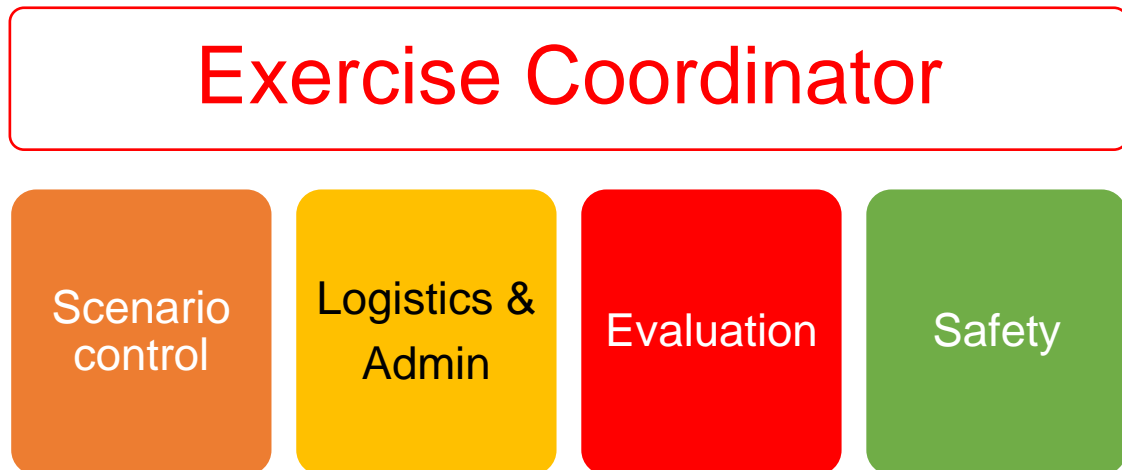 Exercise Coordinator
Scenario
control
Logistics &
Admin
Evaluation
Safety